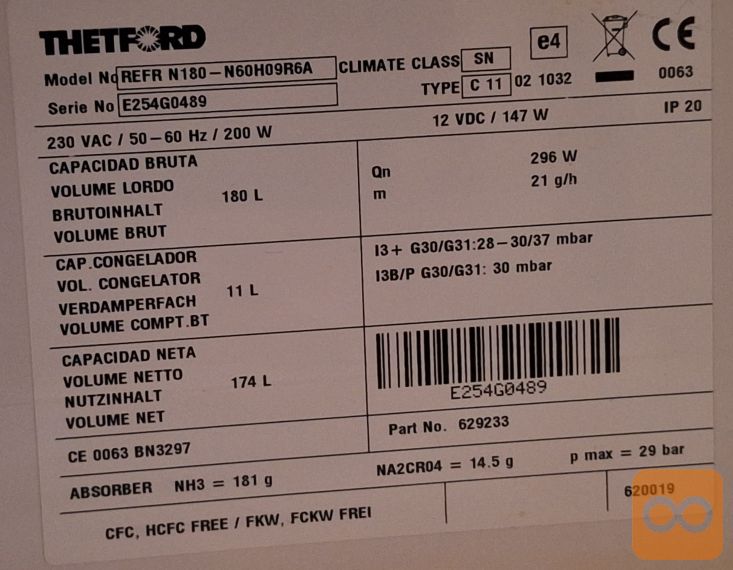 THETFORD
Model No REFR N180-N60H09R6A CLIMATE CLASS SN e4 CE
Serie No E254G0489 TYPE C 11 02 1032 0063
230 VAC / 50-60 Hz / 200 W 12 VDC / 147 W IP 20
CAPACIDAD BRUTA
VOLUME LORDO
BRUTOINHALT
VOLUME BRUT
180 L
Qn 296 W
m 21 g/h
CAP.CONGELADOR
VOL. CONGELATOR
VERDAMPERFACH
VOLUME COMPT.BT
11 L
I3+ G30/G31:28-30/37 mbar
I3B/P G30/G31: 30 mbar
CAPACIDAD NETA
VOLUME NETTO
NUTZINHALT
VOLUME NET
174 L
E254G0489
CE 0063 BN3297
Part No. 629233
ABSORBER NH3 = 181 g NA2CR04 = 14.5 g p max = 29 bar
CFC, HCFC FREE / FKW, FCKW FREI
620019